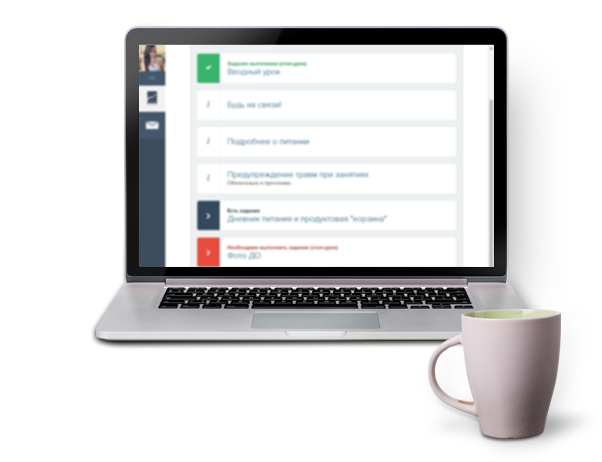 Задание выполнено (стоп-урок)
Вводный урок
Будь на связи!
Подробнее о питании
Предупреждение травм при занятиях
Обязательно к прочтению
Есть задание
Дневник питания и продуктовая "корзина"
Необходимо выполнить задание (стоп-урок)
Фото ДО